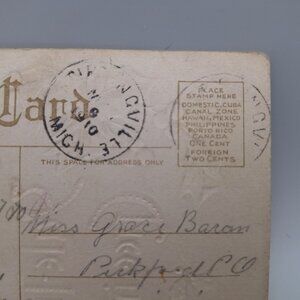 Card
NGVILLE
MICH.
PLACE
STAMP HERE
DOMESTIC, CUBA
CANAL ZONE
HAWAII, MEXICO
PHILIPPINES
PORTO RICO
CANADA
ONE CENT
FOREIGN
TWO CENTS
THIS SPACE FOR ADDRESS ONLY
Miss Grace Baron
Pickford P O